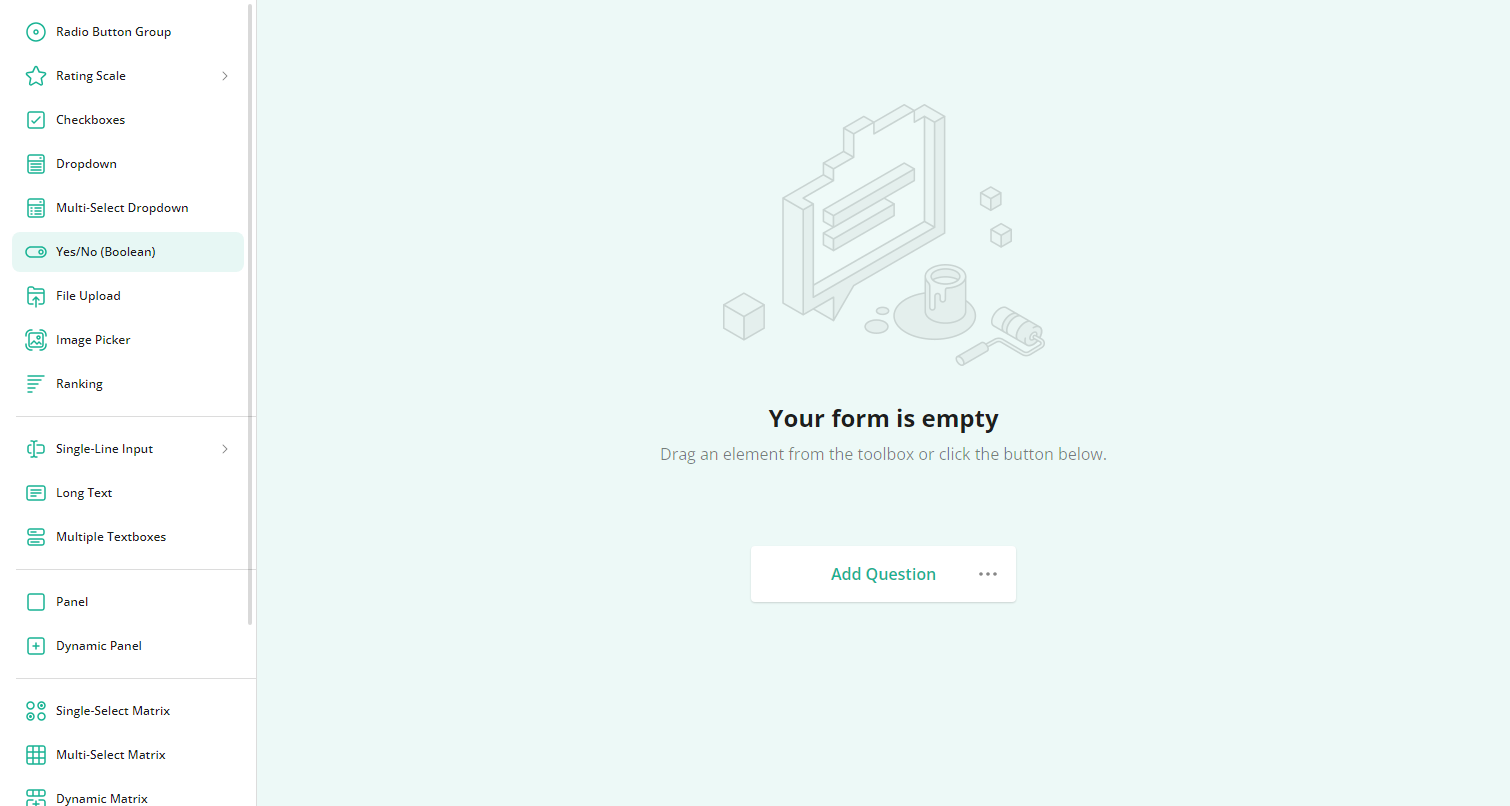 Radio Button Group
Rating Scale
Checkboxes
Dropdown
Multi-Select Dropdown
Yes/No (Boolean)
File Upload
Image Picker
Ranking
Single-Line Input
Long Text
Multiple Textboxes
Panel
Dynamic Panel
Single-Select Matrix
Multi-Select Matrix
Dynamic Matrix
Your form is empty
Drag an element from the toolbox or click the button below.
Add Question